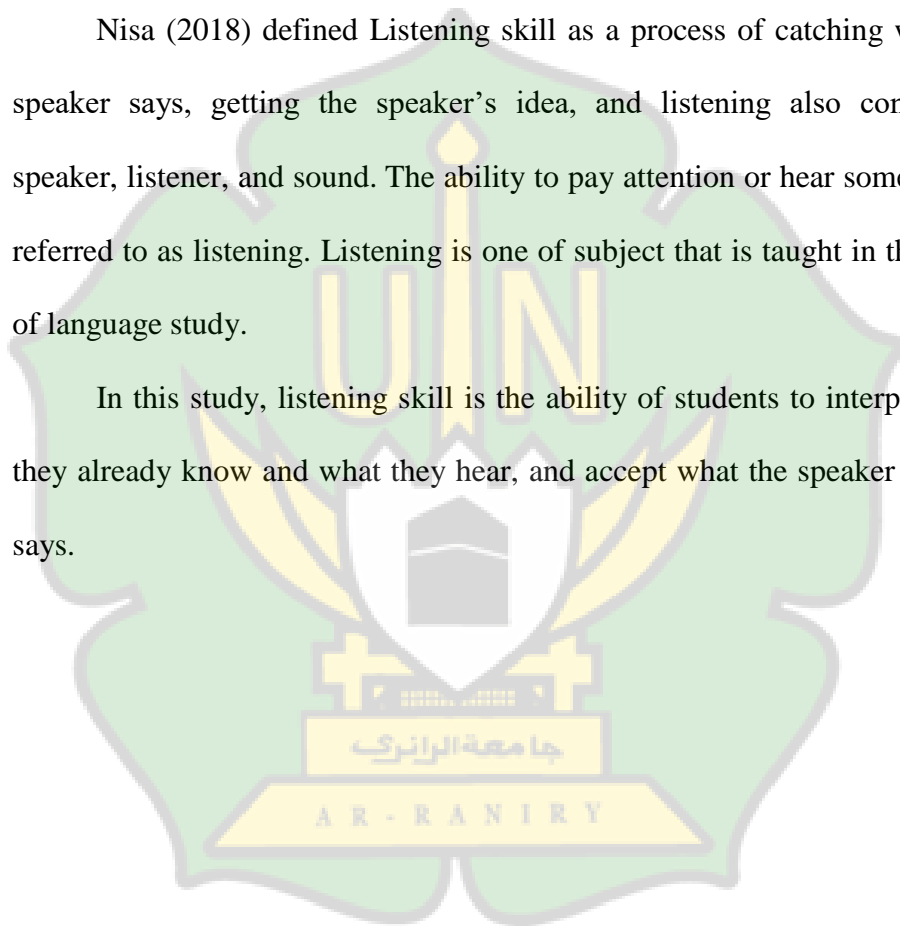 Nisa (2018) defined Listening skill as a process of catching
speaker says, getting the speaker's idea, and listening also
speaker, listener, and sound. The ability to pay attention or hear
referred to as listening. Listening is one of subject that is taught in
of language study.
In this study, listening skill is the ability of students to
they already know and what they hear, and accept what the speaker
says.
UIN
جامعة الرانري
AR-RANIRY